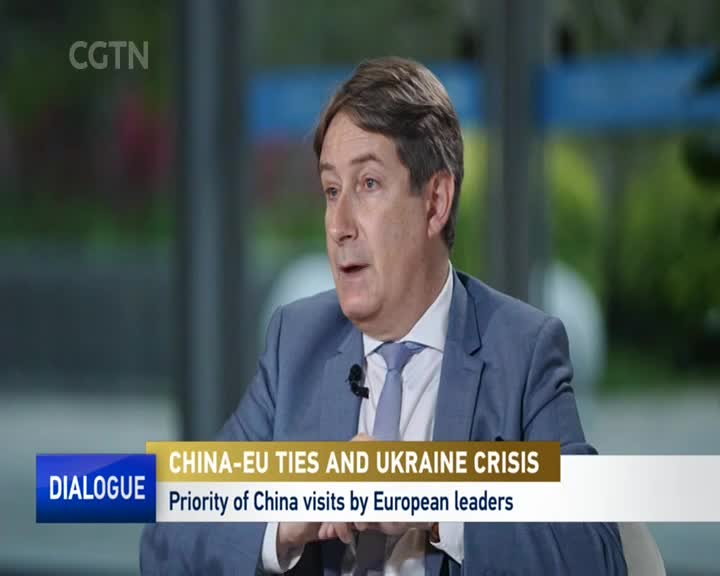 CGTN
CHINA-EU TIES AND UKRAINE CRISIS
DIALOGUE
Priority of China visits by European leaders